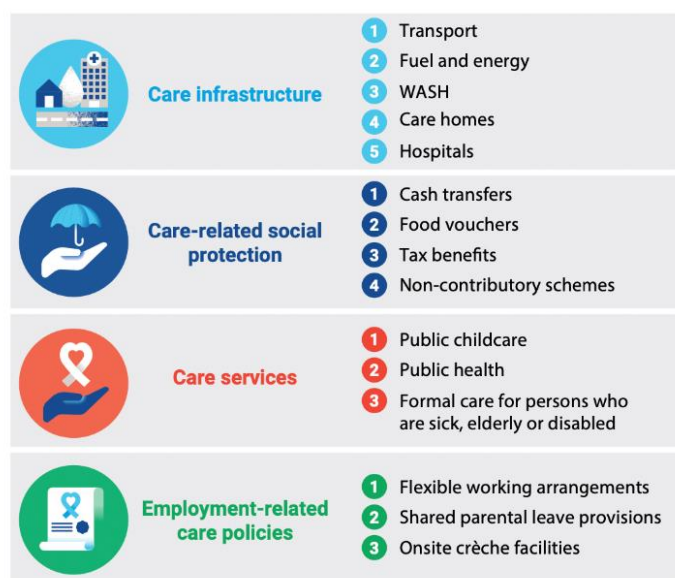 Care infrastructure
1 Transport
2 Fuel and energy
3 WASH
4 Care homes
5 Hospitals
Care-related social
protection
1 Cash transfers
2 Food vouchers
3 Tax benefits
4 Non-contributory schemes
Care services
1 Public childcare
2 Public health
3 Formal care for persons who
are sick, elderly or disabled
Employment-related
care policies
1 Flexible working arrangements
2 Shared parental leave provisions
3 Onsite crèche facilities